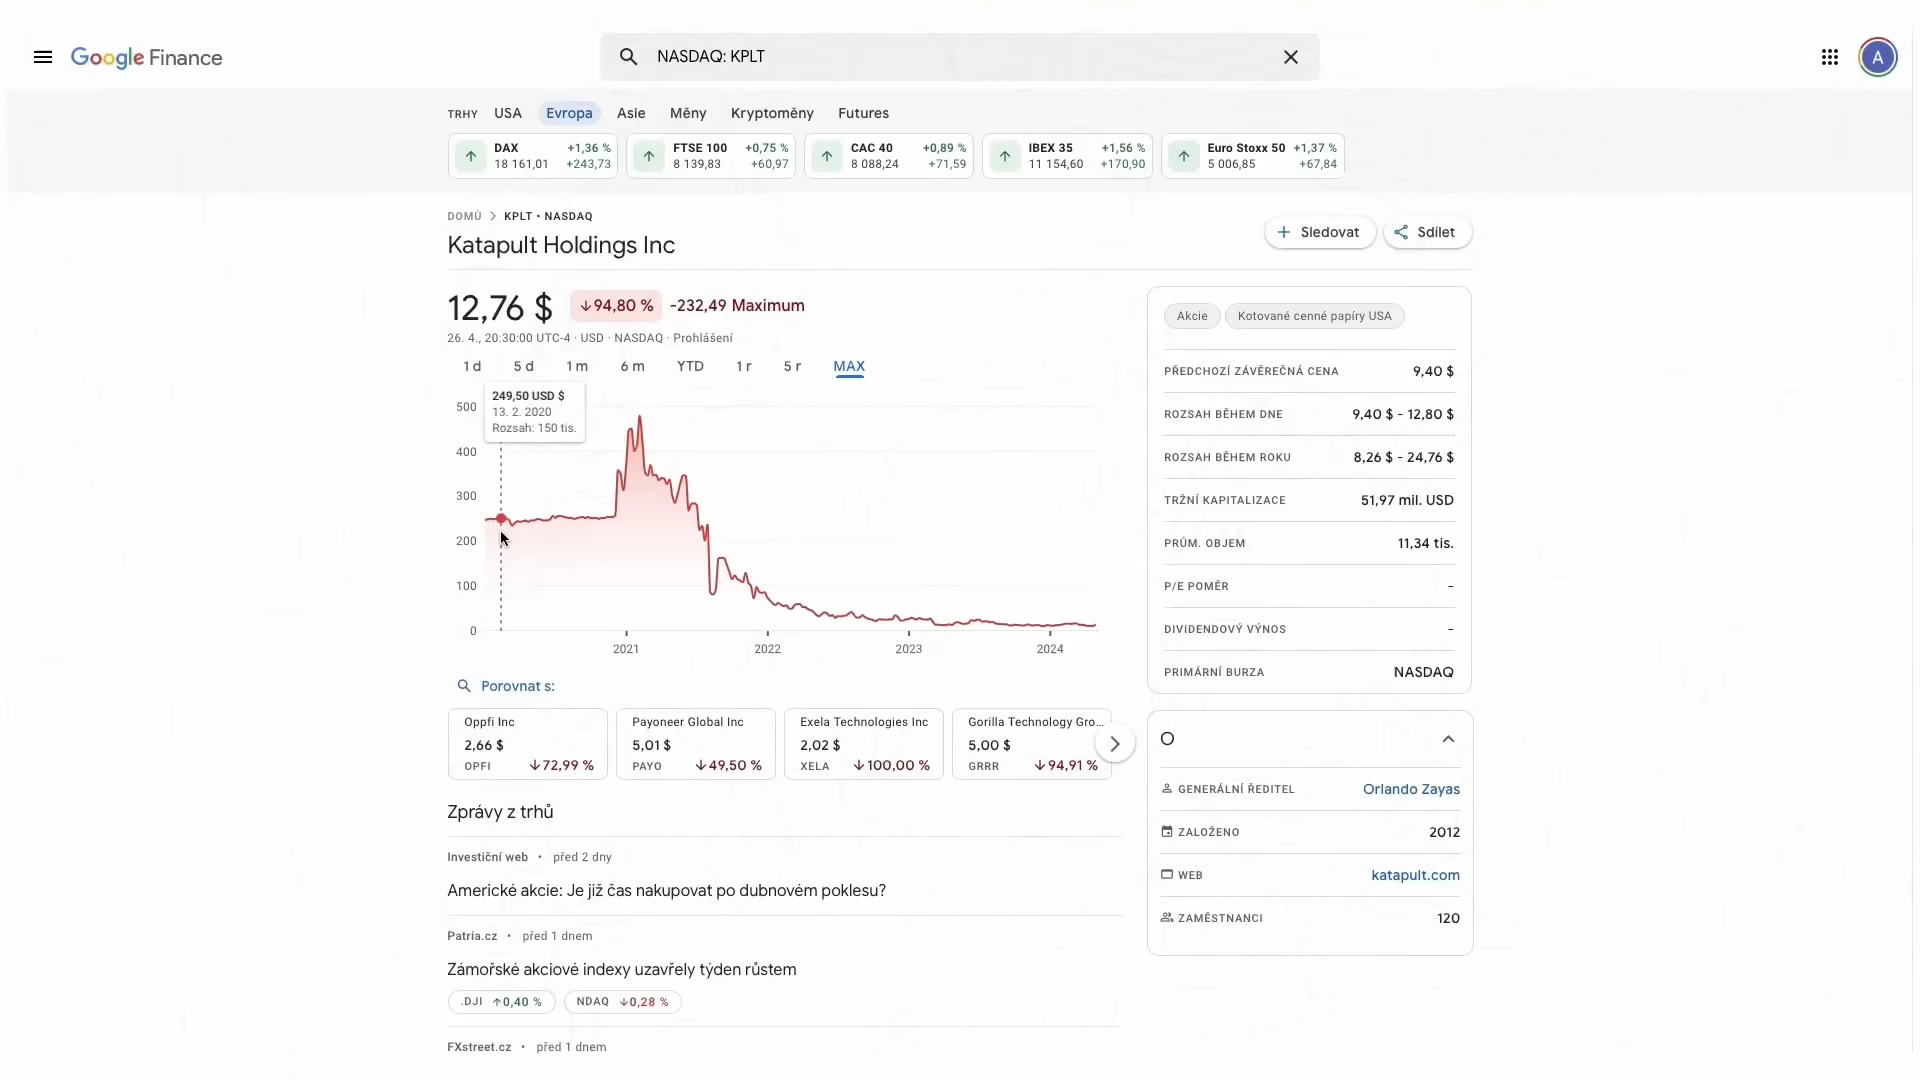 Google Finance
NASDAQ: KPLT
A
TRHY USA Evropa Asie Měny Kryptoměny Futures
DAX +1,36 %
18 161,01 +243,73
FTSE 100 +0,75 %
8 139,83 +60,97
CAC 40 +0,89 %
8 088,24 +71,59
IBEX 35 +1,56 %
11 154,60 +170,90
Euro Stoxx 50 +1,37 %
5 006,85 +67,84
DOMŮ > KPLT • NASDAQ
Katapult Holdings Inc
Sledovat
Sdílet
12,76 $ ↓94,80 % -232,49 Maximum
26. 4., 20:30:00 UTC-4 · USD · NASDAQ · Prohlášení
1 d 5 d 1 m 6 m YTD 1 r 5 r MAX
249,50 USD $
13. 2. 2020
Rozsah: 150 tis.
500
400
300
200
100
0
2021 2022 2023 2024
Porovnat s:
Oppfi Inc
2,66 $
OPFI ↓72,99 %
Payoneer Global Inc
5,01 $
PAYO ↓49,50 %
Exela Technologies Inc
2,02 $
XELA ↓100,00 %
Gorilla Technology Gro...
5,00 $
GRRR ↓94,91 %
Zprávy z trhů
Investiční web • před 2 dny
Americké akcie: Je již čas nakupovat po dubnovém poklesu?
Patria.cz • před 1 dnem
Zámořské akciové indexy uzavřely týden růstem
.DJI ↑0,40 % NDAQ ↓0,28 %
FXstreet.cz • před 1 dnem
Akcie Kotované cenné papíry USA
PŘEDCHOZÍ ZÁVĚREČNÁ CENA 9,40 $
ROZSAH BĚHEM DNE 9,40 $ - 12,80 $
ROZSAH BĚHEM ROKU 8,26 $ - 24,76 $
TRŽNÍ KAPITALIZACE 51,97 mil. USD
PRŮM. OBJEM 11,34 tis.
P/E POMĚR -
DIVIDENDOVÝ VÝNOS -
PRIMÁRNÍ BURZA NASDAQ
O
GENERÁLNÍ ŘEDITEL Orlando Zayas
ZALOŽENO 2012
WEB katapult.com
ZAMĚSTNANCI 120